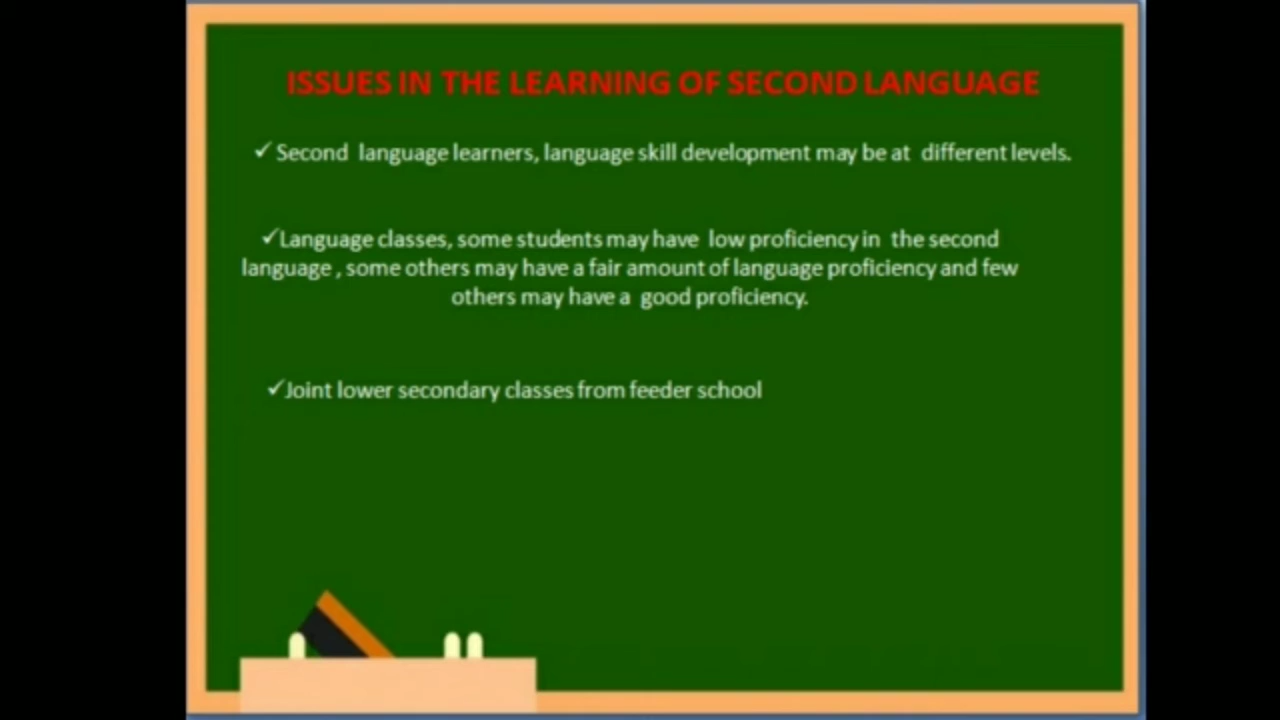 ISSUES IN THE LEARNING OF SECOND LANGUAGE
✓ Second language learners, language skill development may be at different levels.
✓Language classes, some students may have low proficiency in the second
language , some others may have a fair amount of language proficiency and few
others may have a good proficiency.
✓Joint lower secondary classes from feeder school